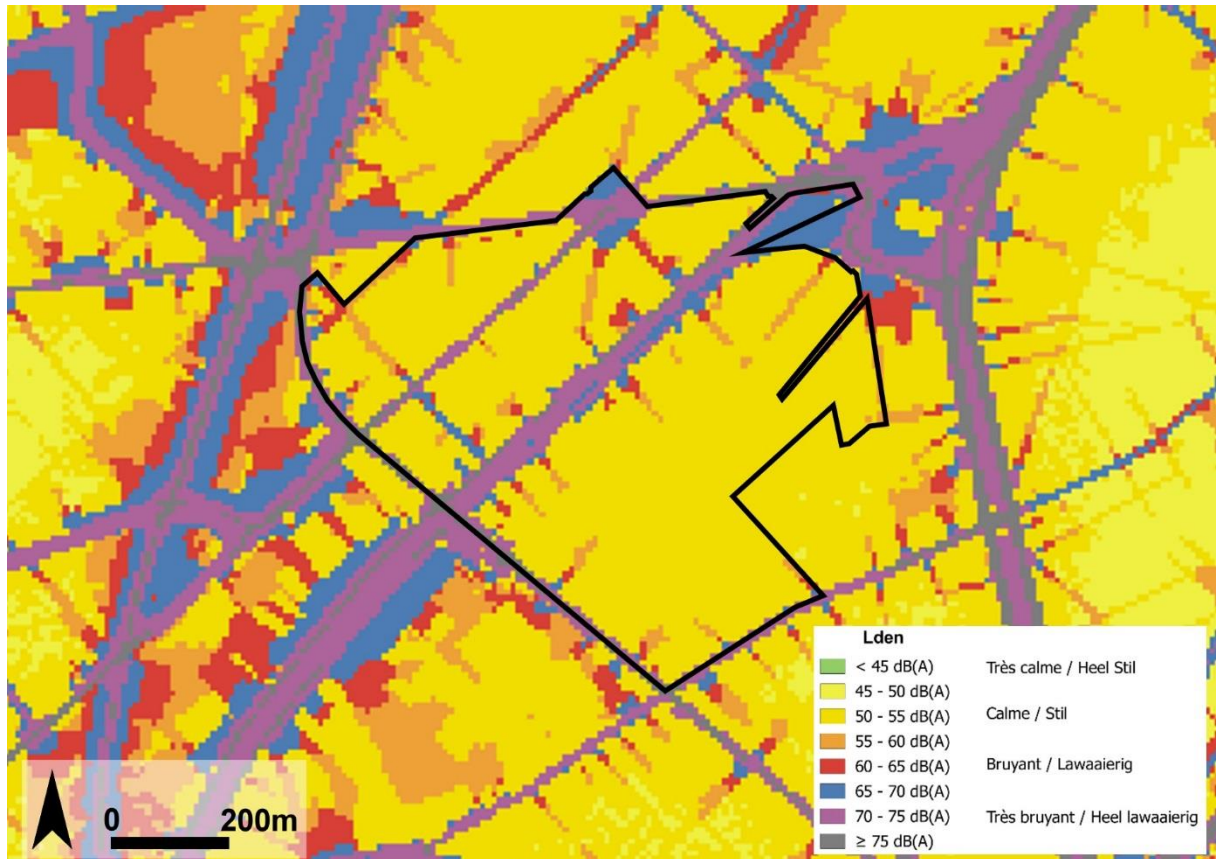 Lden
< 45 dB(A) Très calme / Heel Stil
45 - 50 dB(A)
50 - 55 dB(A) Calme / Stil
55 - 60 dB(A)
60 - 65 dB(A) Bruyant / Lawaaierig
65 - 70 dB(A)
70 - 75 dB(A) Très bruyant / Heel lawaaierig
≥ 75 dB(A)
0 200m